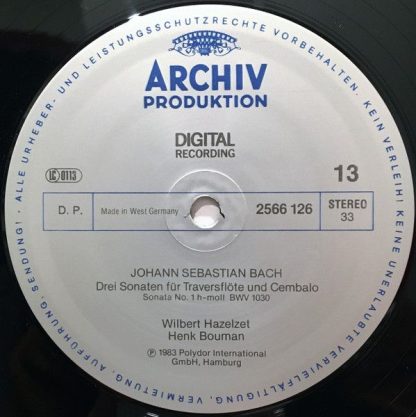 ALLE URHEBER- UND LEISTUNGSSCHUTZRECHTE VORBEHALTEN. KEIN VERLEIH! KEINE UNERLAUBTE VERVIELFÄLTIGUNG, VERMIETUNG, AUFFÜHRUNG, SENDUNG!
ARCHIV
PRODUKTION
DIGITAL
RECORDING
LC 0113
13
D. P. Made in West Germany 2566 126 STEREO
33
JOHANN SEBASTIAN BACH
Drei Sonaten für Traversflöte und Cembalo
Sonata No. 1 h-moll BWV 1030
Wilbert Hazelzet
Henk Bouman
℗ 1983 Polydor International
GmbH, Hamburg